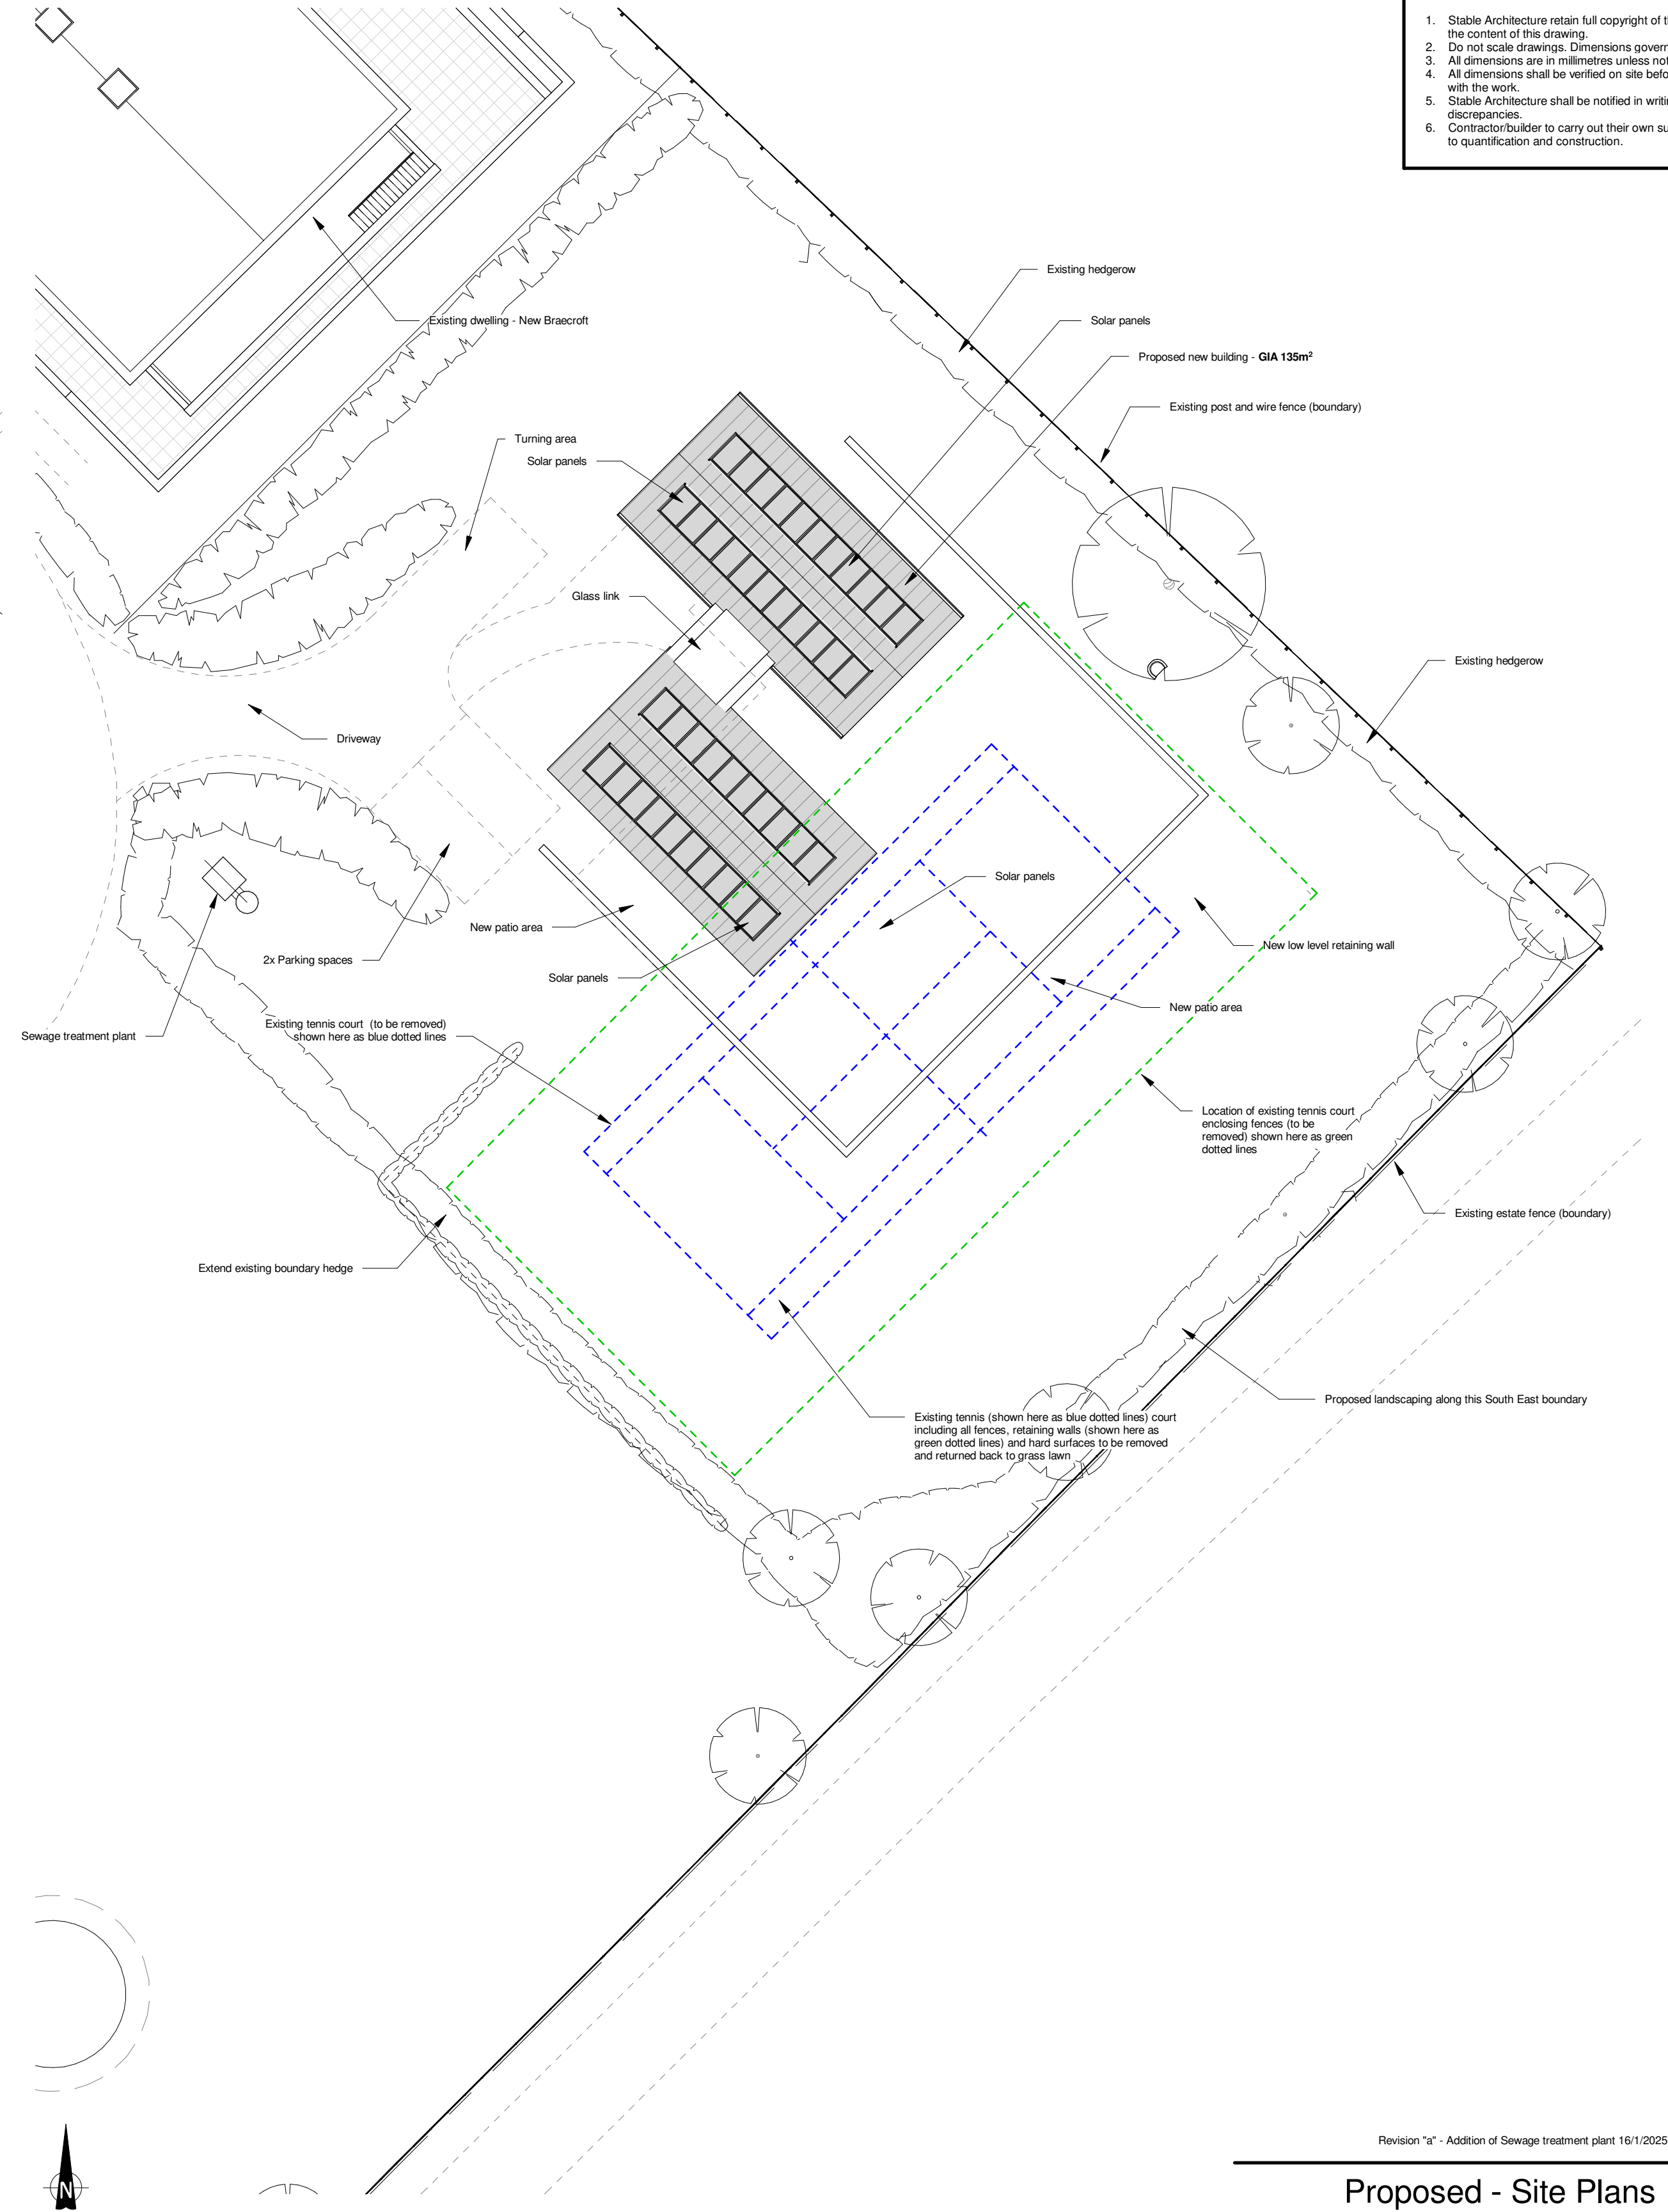 1. Stable Architecture retain full copyright of
the content of this drawing.
2. Do not scale drawings. Dimensions govern
3. All dimensions are in millimetres unless
4. All dimensions shall be verified on site
with the work.
5. Stable Architecture shall be notified in
discrepancies.
6. Contractor/builder to carry out their own
to quantification and construction.
Existing hedgerow
Existing dwelling - New Braecroft
Solar panels
Proposed new building - GIA 135m²
Existing post and wire fence (boundary)
Turning area
Solar panels
Glass link
Existing hedgerow
Driveway
Solar panels
New patio area
New low level retaining wall
2x Parking spaces
Solar panels
New patio area
Sewage treatment plant
Existing tennis court (to be removed)
shown here as blue dotted lines
Location of existing tennis court
enclosing fences (to be
removed) shown here as green
dotted lines
Existing estate fence (boundary)
Extend existing boundary hedge
Proposed landscaping along this South East boundary
Existing tennis (shown here as blue dotted lines) court
including all fences, retaining walls (shown here as
green dotted lines) and hard surfaces to be removed
and returned back to grass lawn
Revision "a" - Addition of Sewage treatment plant 16/1/2025
N
Proposed - Site Plans